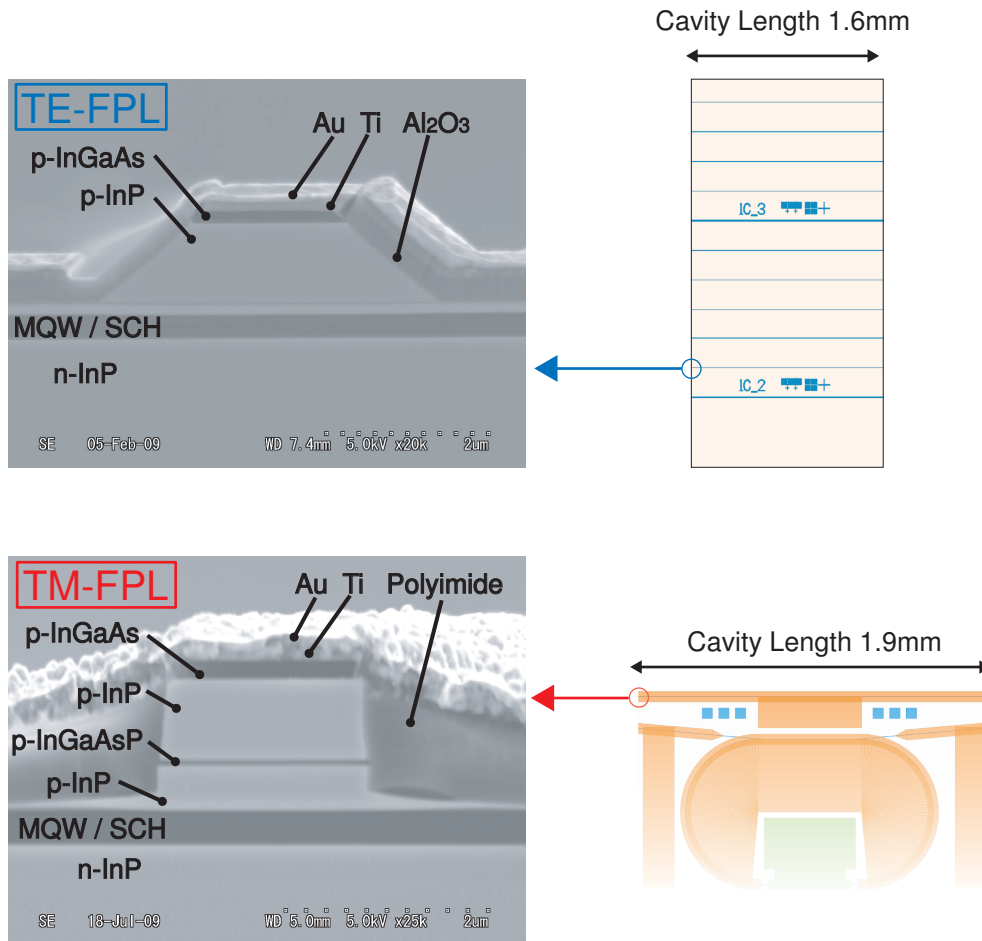 Cavity Length 1.6mm
TE-FPL
Au Ti Al2O3
p-InGaAs
p-InP
MQW / SCH
n-InP
SE 05-Feb-09 WD 7.4mm 5.0kV x20k 2um
IC_3
IC_2
TM-FPL
Au Ti Polyimide
p-InGaAs
p-InP
p-InGaAsP
p-InP
MQW / SCH
n-InP
SE 18-Jul-09 WD 5.0mm 5.0kV x25k 2um
Cavity Length 1.9mm